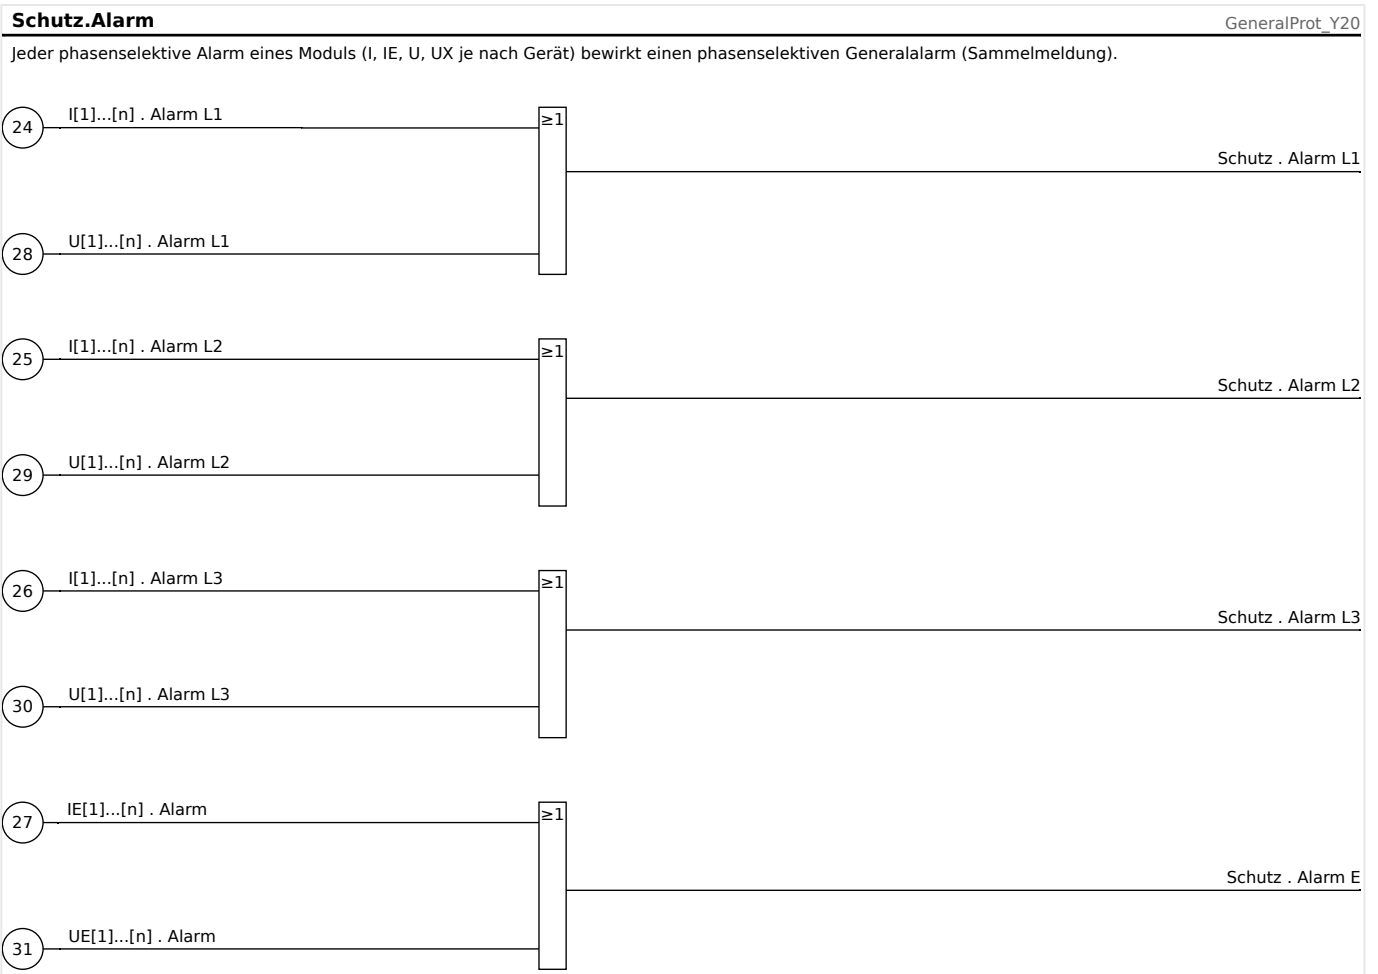 Schutz.Alarm
GeneralProt_Y20
Jeder phasenselektive Alarm eines Moduls (I, IE, U, UX je nach Gerät) bewirkt einen phasenselektiven Generalalarm (Sammelmeldung).
24
I[1]...[n] . Alarm L1
≥1
Schutz . Alarm L1
28
U[1]...[n] . Alarm L1
25
I[1]...[n] . Alarm L2
≥1
Schutz . Alarm L2
29
U[1]...[n] . Alarm L2
26
I[1]...[n] . Alarm L3
≥1
Schutz . Alarm L3
30
U[1]...[n] . Alarm L3
27
IE[1]...[n] . Alarm
≥1
Schutz . Alarm E
31
UE[1]...[n] . Alarm